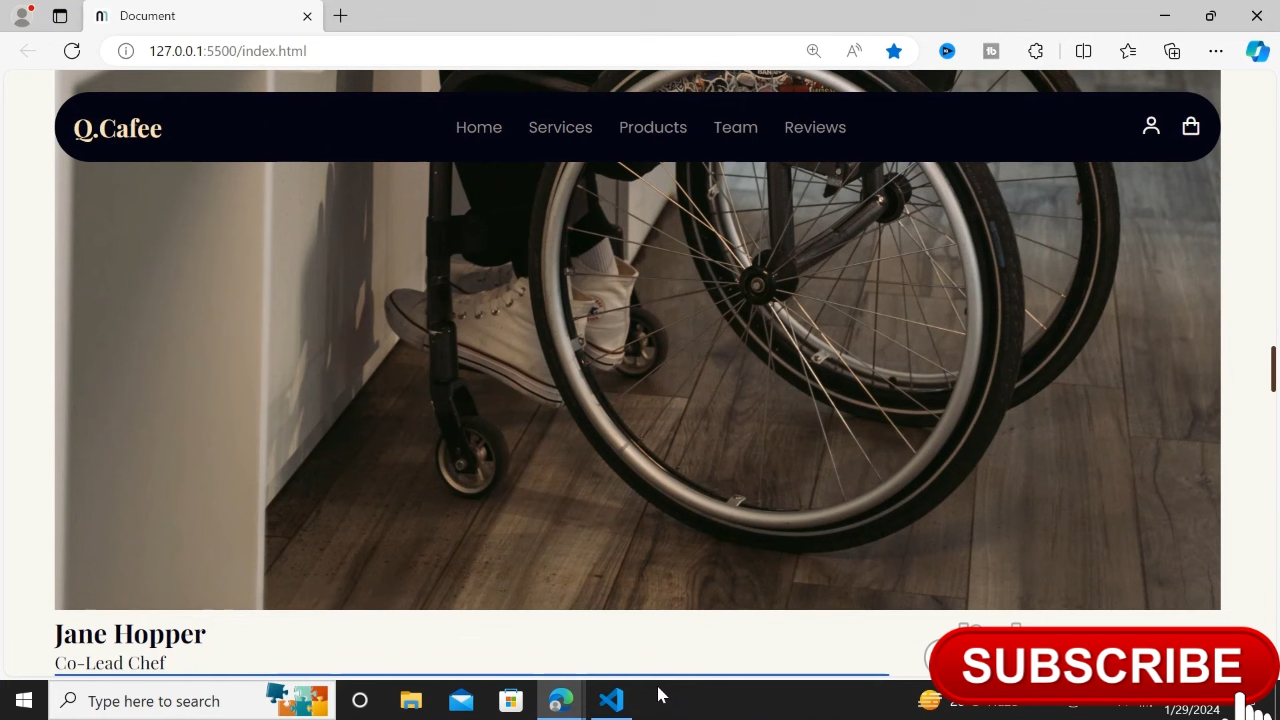 Document
127.0.0.1:5500/index.html
Q.Cafee
Home Services Products Team Reviews
Jane Hopper
Co-Lead Chef
SUBSCRIBE
Type here to search
1/29/2024